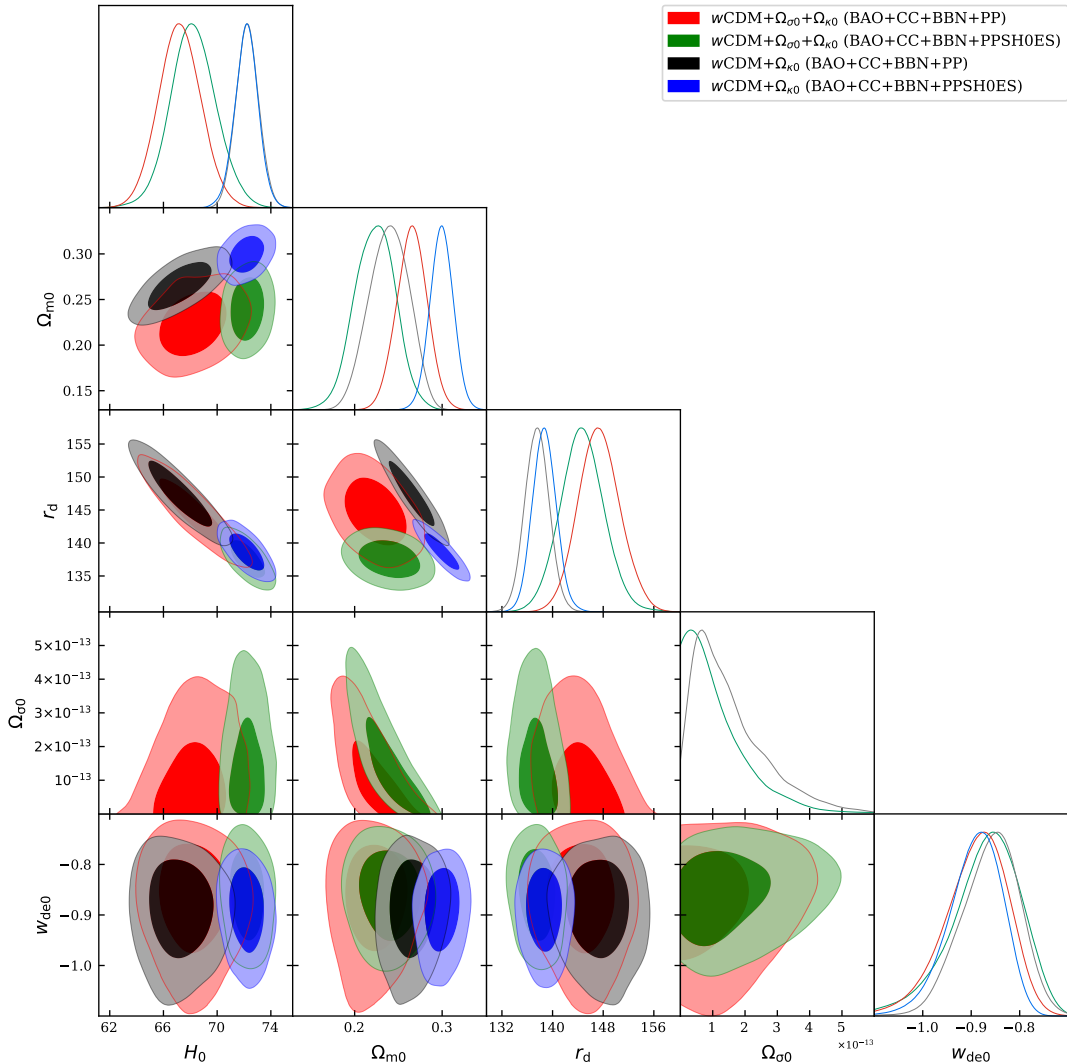 wCDM+Ωσ0+Ωκ0 (BAO+CC+BBN+PP)
wCDM+Ωσ0+Ωκ0 (BAO+CC+BBN+PPSH0ES)
wCDM+Ωκ0 (BAO+CC+BBN+PP)
wCDM+Ωκ0 (BAO+CC+BBN+PPSH0ES)
0.30
0.25
0.20
0.15
Ωm0
155
150
145
140
135
rd
5×10⁻¹³
4×10⁻¹³
3×10⁻¹³
2×10⁻¹³
10⁻¹³
Ωσ0
−0.8
−0.9
−1.0
wde0
62 66 70 74
0.2 0.3
132 140 148 156
1 2 3 4 5
×10⁻¹³
−1.0 −0.9 −0.8
H0 Ωm0 rd Ωσ0 wde0